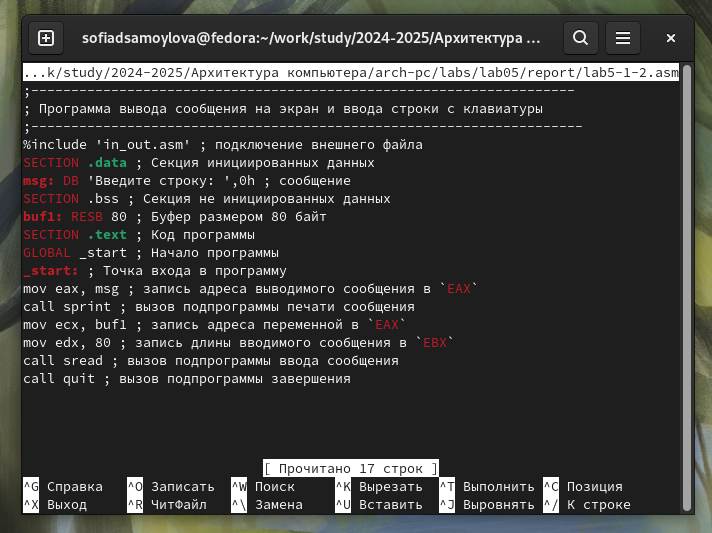 sofiadsamoylova@fedora:~/work/study/2024-2025/Архитектура ...
...k/study/2024-2025/Архитектура компьютера/arch-pc/labs/lab05/report/lab5-1-2.asm
;--------------------------------------------------------------------
; Программа вывода сообщения на экран и ввода строки с клавиатуры
;---------------------------------------------------------------------
%include 'in_out.asm' ; подключение внешнего файла
SECTION .data ; Секция инициированных данных
msg: DB 'Введите строку: ',0h ; сообщение
SECTION .bss ; Секция не инициированных данных
buf1: RESB 80 ; Буфер размером 80 байт
SECTION .text ; Код программы
GLOBAL _start ; Начало программы
_start: ; Точка входа в программу
mov eax, msg ; запись адреса выводимого сообщения в `EAX`
call sprint ; вызов подпрограммы печати сообщения
mov ecx, buf1 ; запись адреса переменной в `EAX`
mov edx, 80 ; запись длины вводимого сообщения в `EBX`
call sread ; вызов подпрограммы ввода сообщения
call quit ; вызов подпрограммы завершения
[ Прочитано 17 строк ]
^G Справка ^O Записать ^W Поиск ^K Вырезать ^T Выполнить ^C Позиция
^X Выход ^R ЧитФайл ^\ Замена ^U Вставить ^J Выровнять ^/ К строке